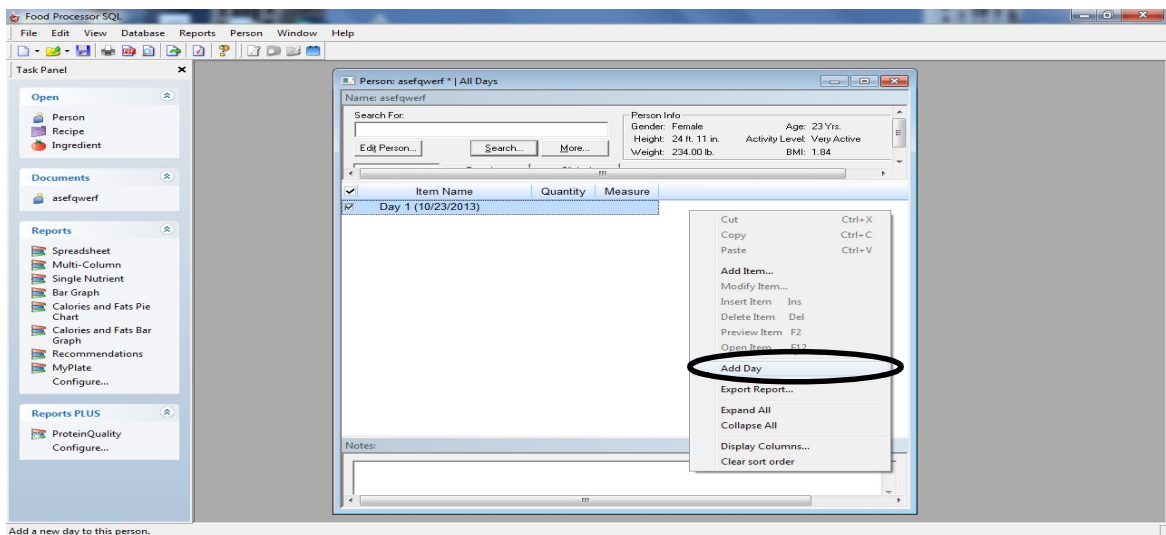 Food Processor SQL
File Edit View Database Reports Person Window Help
Task Panel
Open
Person
Recipe
Ingredient
Documents
asefqwerf
Reports
Spreadsheet
Multi-Column
Single Nutrient
Bar Graph
Calories and Fats Pie
Chart
Calories and Fats Bar
Graph
Recommendations
MyPlate
Configure...
Reports PLUS
ProteinQuality
Configure...
Person: asefqwerf * | All Days
Name: asefqwerf
Search For:
Edit Person... Search... More...
Person Info
Gender: Female Age: 23 Yrs.
Height: 24 ft. 11 in. Activity Level: Very Active
Weight: 234.00 lb. BMI: 1.84
Item Name Quantity Measure
Day 1 (10/23/2013)
Cut Ctrl+X
Copy Ctrl+C
Paste Ctrl+V
Add Item...
Modify Item...
Insert Item Ins
Delete Item Del
Preview Item F2
Open Item F12
Add Day
Export Report...
Expand All
Collapse All
Display Columns...
Clear sort order
Notes:
Add a new day to this person.